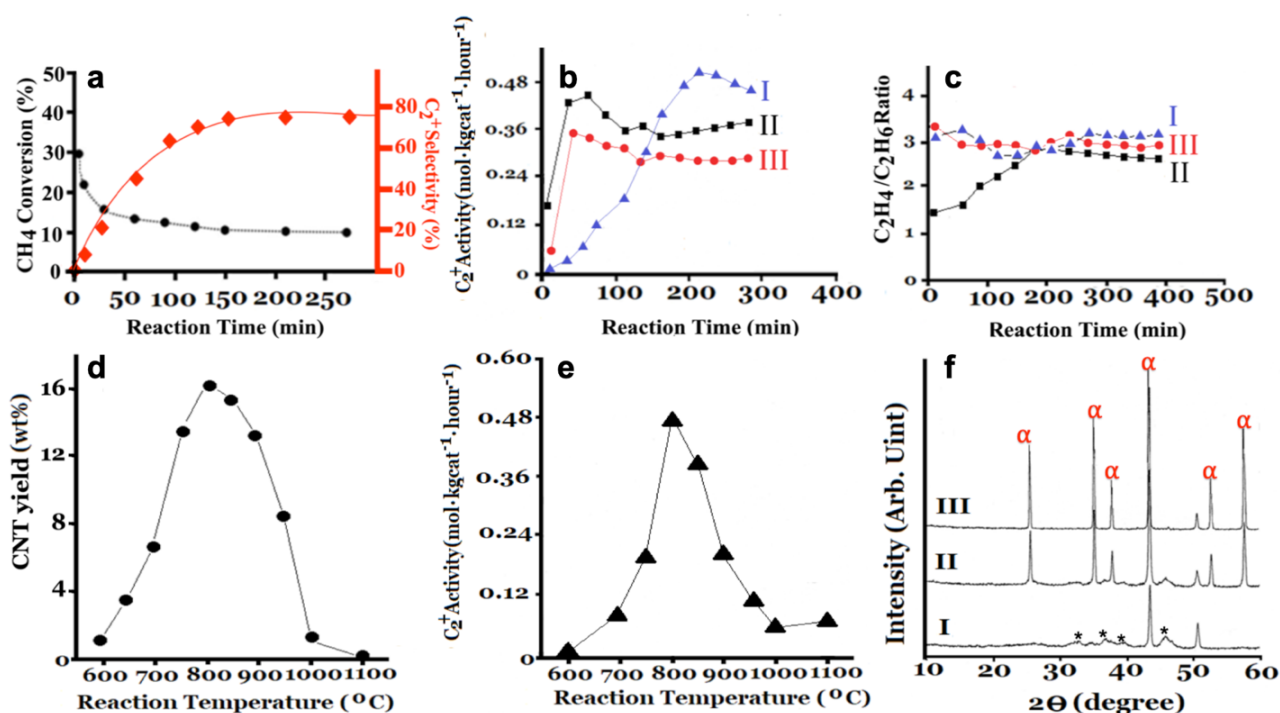 a
50
40
30
20
10
0
CH4 Conversion (%)
0 50 100 150 200 250
Reaction Time (min)
80
60
40
20
0
C2+Selectivity (%)
b
0.48
0.36
0.24
0.12
0
C2+Activity(mol·kgcat-1·hour-1)
I
II
III
0 100 200 300 400
Reaction Time (min)
c
4
3
2
1
0
C2H4/C2H6Ratio
I
III
II
0 100 200 300 400 500
Reaction Time (min)
d
16
12
8
4
0
CNT yield (wt%)
600 700 800 900 1000 1100
Reaction Temperature (ºC)
e
0.60
0.48
0.36
0.24
0.12
0
C2+Activity(mol·kgcat-1·hour-1)
600 700 800 900 1000 1100
Reaction Temperature (ºC)
f
α α α α α α
III
II
I
* * * *
Intensity (Arb. Uint)
10 20 30 40 50 60
2Θ (degree)